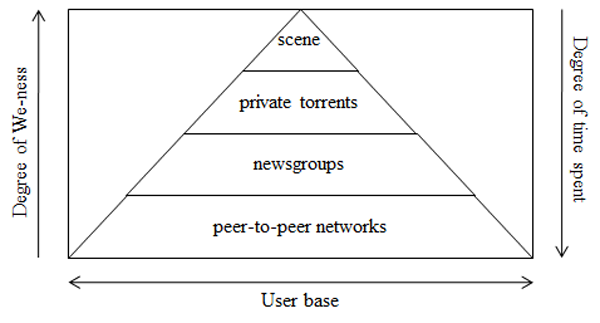 scene
private torrents
newsgroups
peer-to-peer networks
Degree of We-ness
Degree of time spent
User base